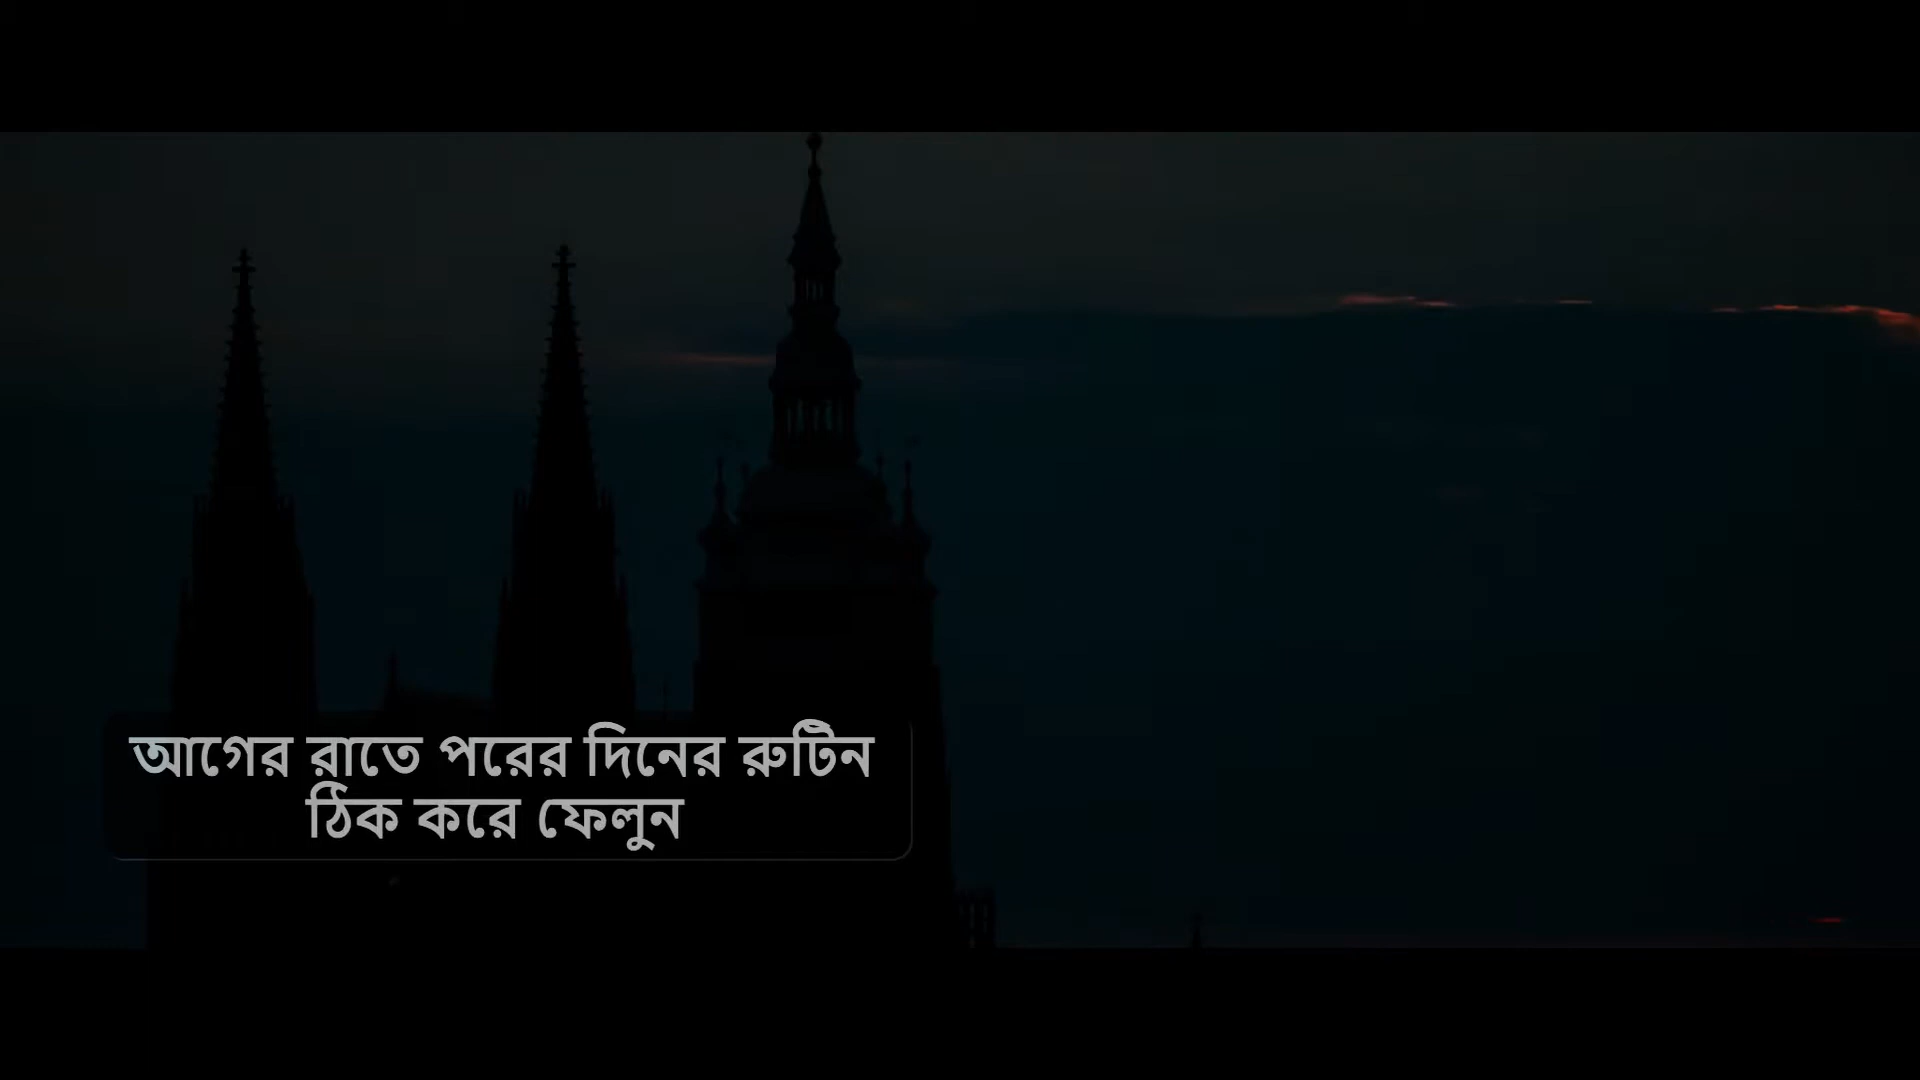 আগের রাতে পরের দিনের রুটিন
ঠিক করে ফেলুন